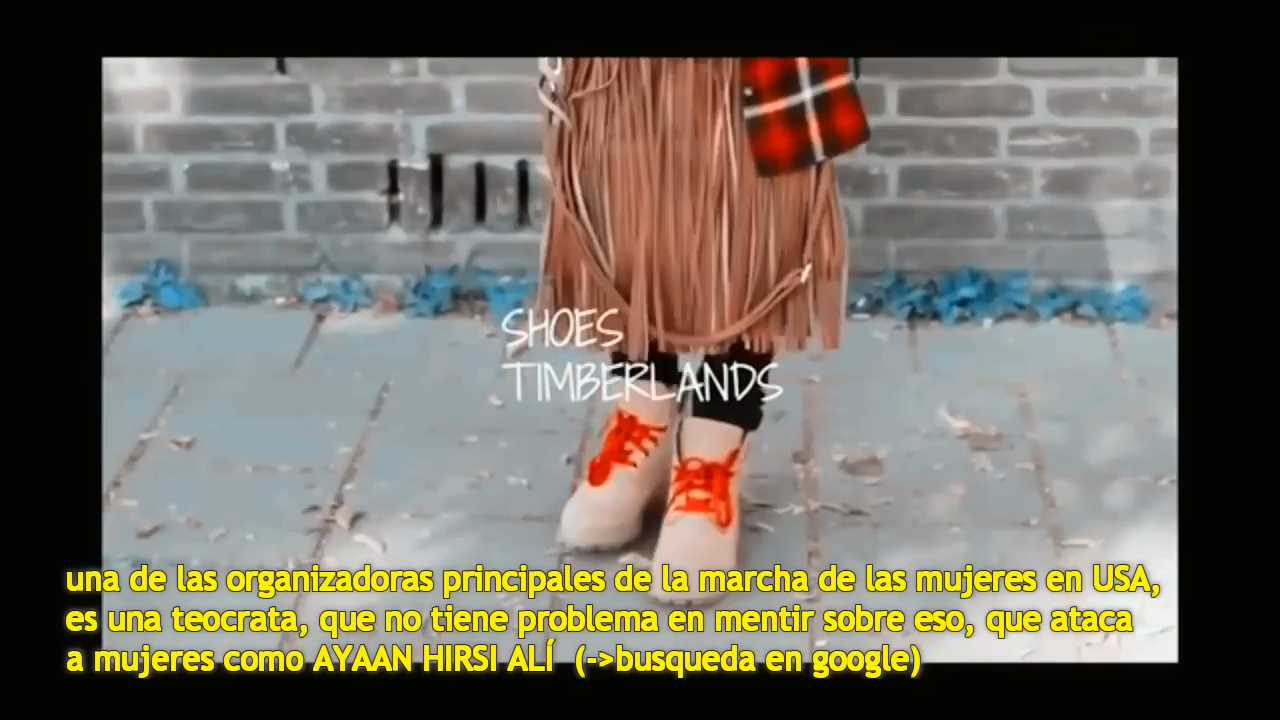 SHOES
TIMBERLANDS
una de las organizadoras principales de la marcha de las mujeres en USA,
es una teocrata, que no tiene problema en mentir sobre eso, que ataca
a mujeres como AYAAN HIRSI ALÍ (->busqueda en google)